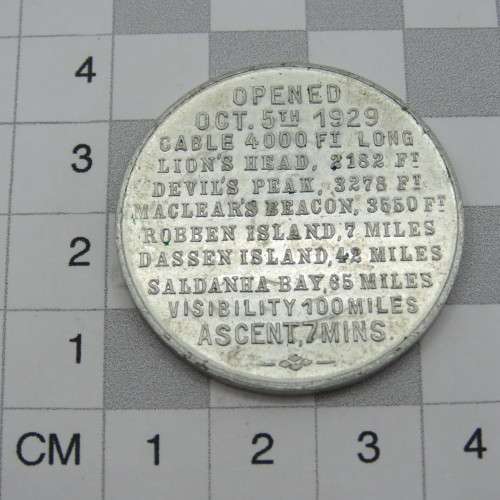 OPENED
OCT. 5TH 1929
CABLE 4000 FT LONG
LION'S HEAD, 2182 FT
DEVIL'S PEAK, 3278 FT
MACLEAR'S BEACON, 3550 FT
ROBBEN ISLAND, 7 MILES
DASSEN ISLAND, 42 MILES
SALDANHA BAY, 65 MILES
VISIBILITY 100 MILES
ASCENT, 7 MINS.
4
3
2
1
CM 1 2 3 4